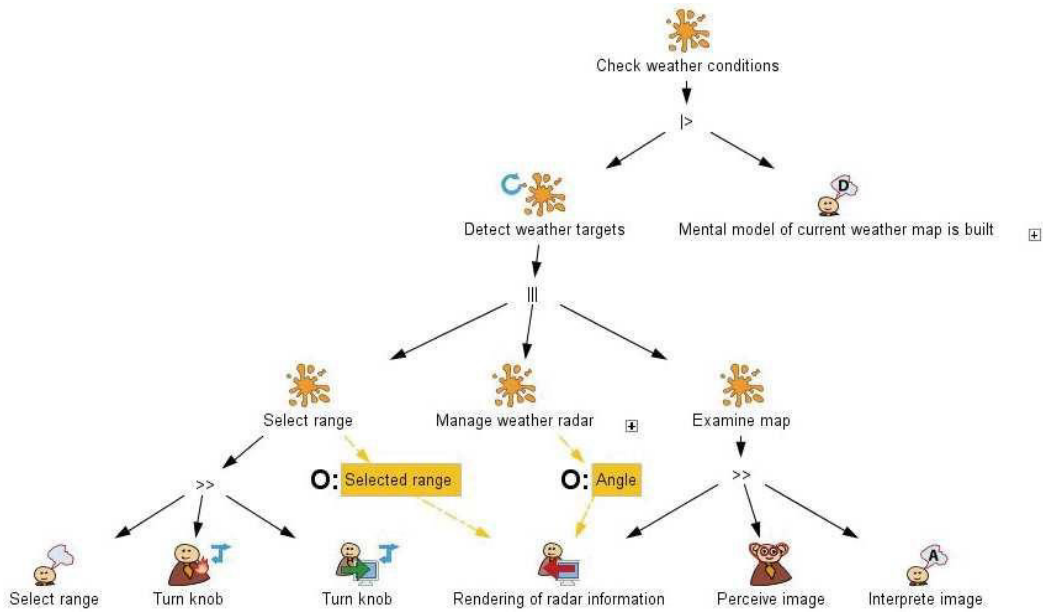 Check weather conditions
|>
D
Detect weather targets
Mental model of current weather map is built
|||
Select range
Manage weather radar
Examine map
>>
O: Selected range
O: Angle
>>
A
Select range
Turn knob
Turn knob
Rendering of radar information
Perceive image
Interprete image